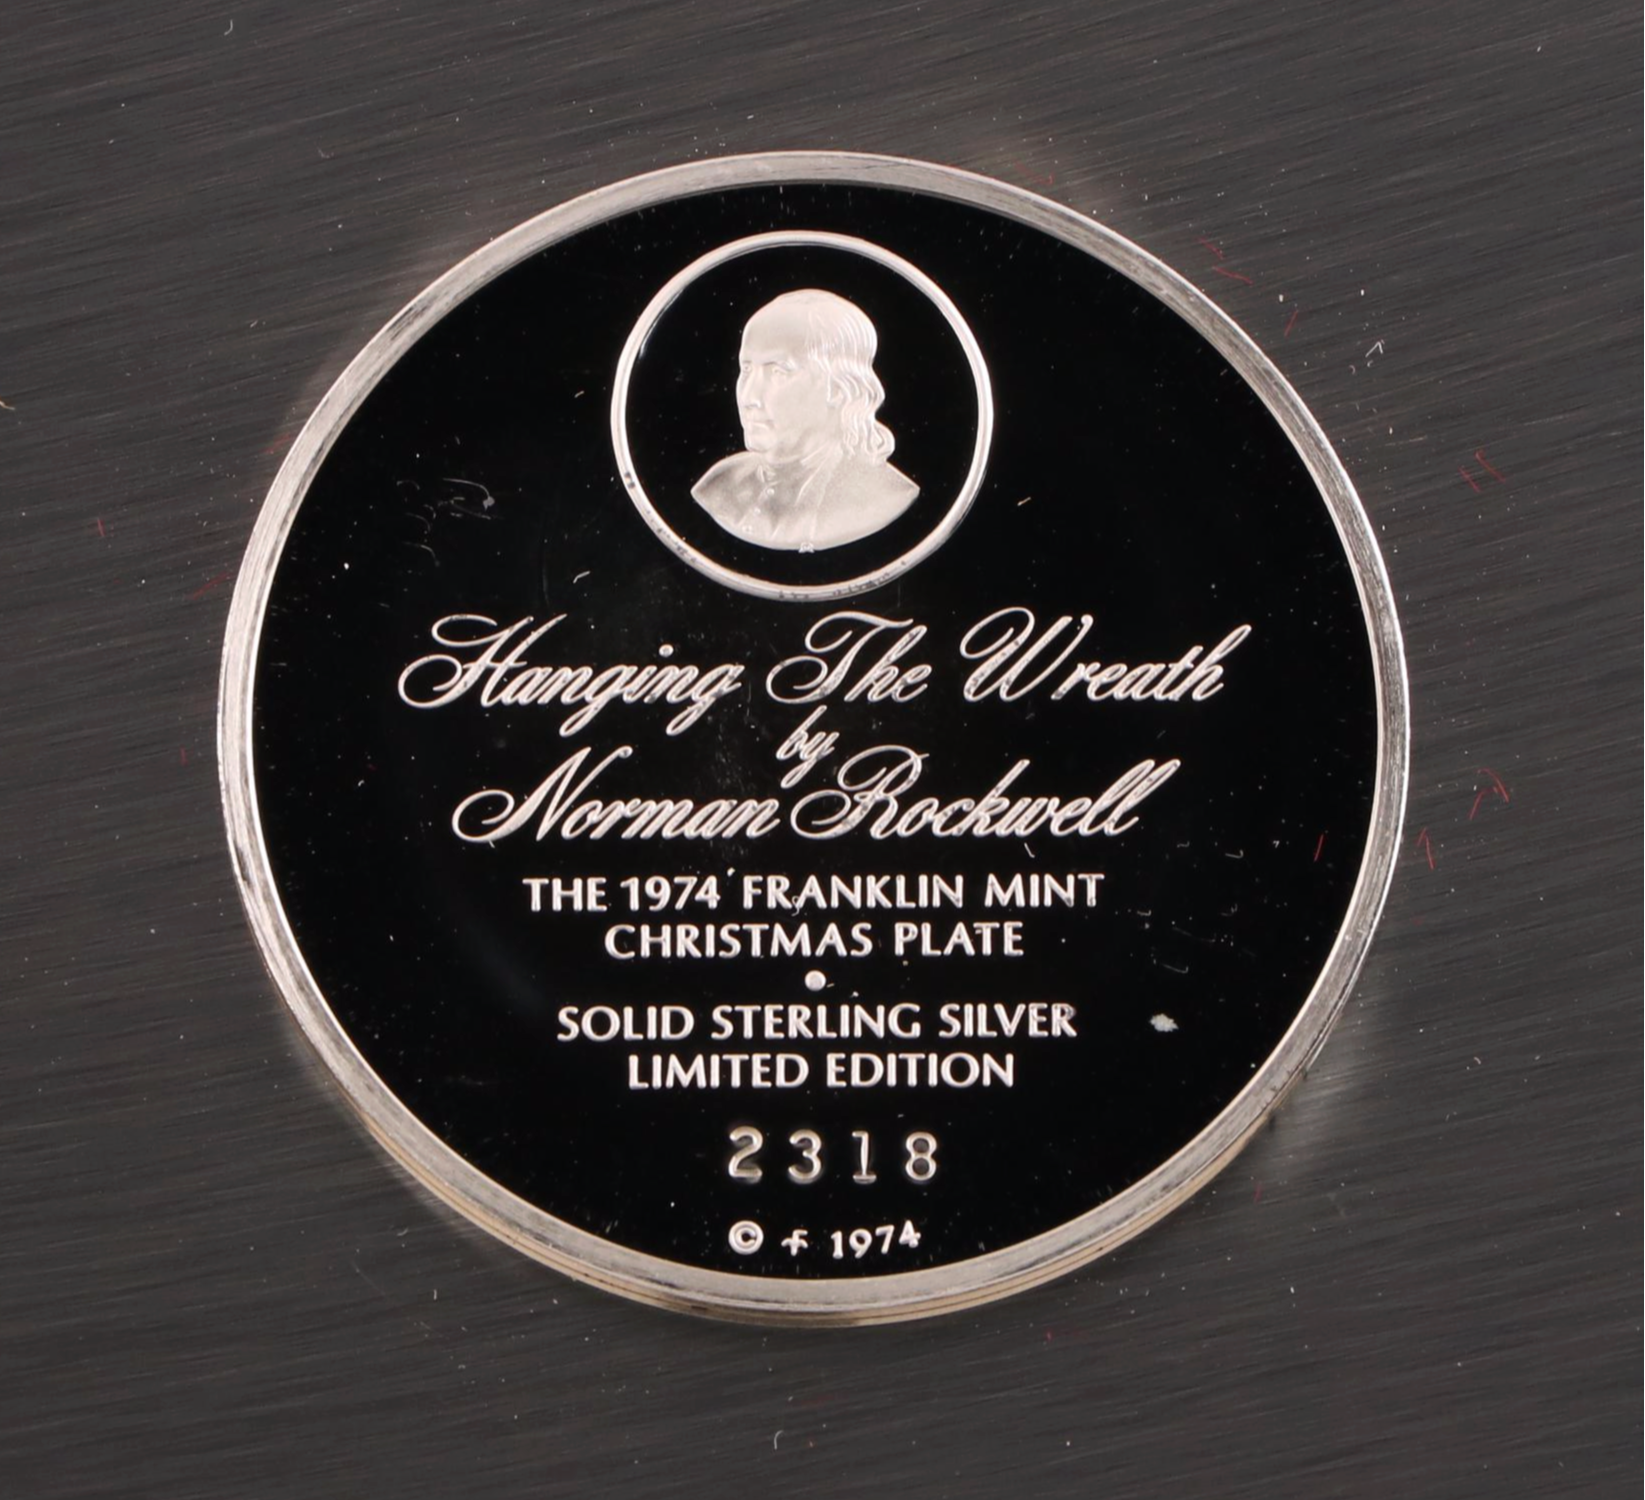 Hanging The Wreath
by
Norman Rockwell
THE 1974 FRANKLIN MINT
CHRISTMAS PLATE
•
SOLID STERLING SILVER
LIMITED EDITION
2318
© f 1974